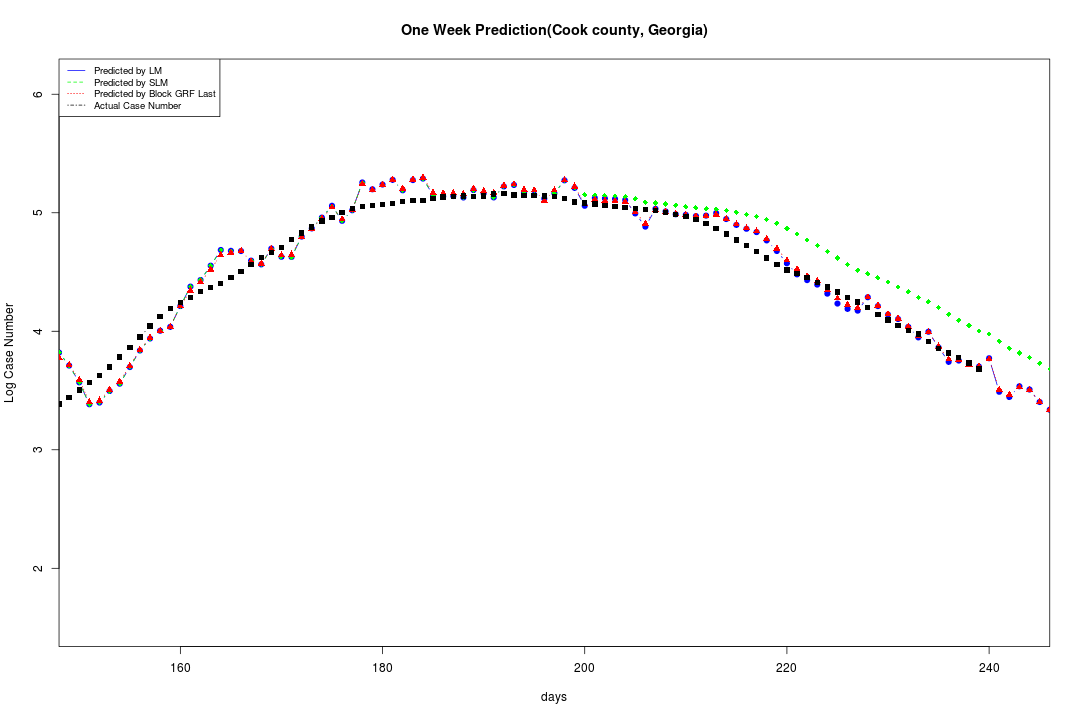 One Week Prediction(Cook county, Georgia)
Predicted by LM
Predicted by SLM
Predicted by Block GRF Last
Actual Case Number
6
5
4
3
2
Log Case Number
160 180 200 220 240
days